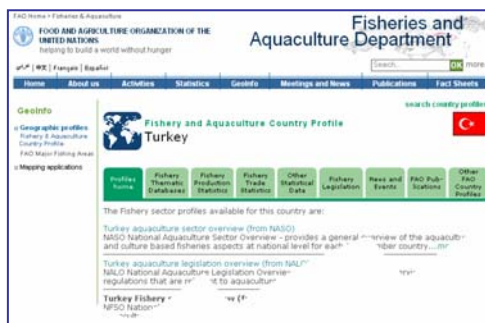 FAO Home > Fisheries & Aquaculture
FOOD AND AGRICULTURE ORGANIZATION OF THE
UNITED NATIONS
helping to build a world without hunger
Fisheries and
Aquaculture Department
Français | Español
Search...
OK
more
Home
About us
Activities
Statistics
GeoInfo
Meetings and News
Publications
Fact Sheets
GeoInfo
Geographic profiles
Fishery & Aquaculture
Country Profile
FAO Major Fishing Areas
Mapping applications
search country profiles
Fishery and Aquaculture Country Profile
Turkey
Profiles
home
Fishery
Thematic
Databases
Fishery
Production
Statistics
Fishery
Trade
Statistics
Other
Statistical
Data
Fishery
Legislation
News and
Events
FAO Pub-
lications
Other
FAO
Country
Profiles
The Fishery sector profiles available for this country are:
Turkey aquaculture sector overview (from NASO)
NASO National Aquaculture Sector Overview - provides a general overview of the
and culture based fisheries aspects at national level for each country...
Turkey aquaculture legislation overview (from
NALO National Aquaculture Legislation
regulations that are to
Turkey Fishery
NFSO National